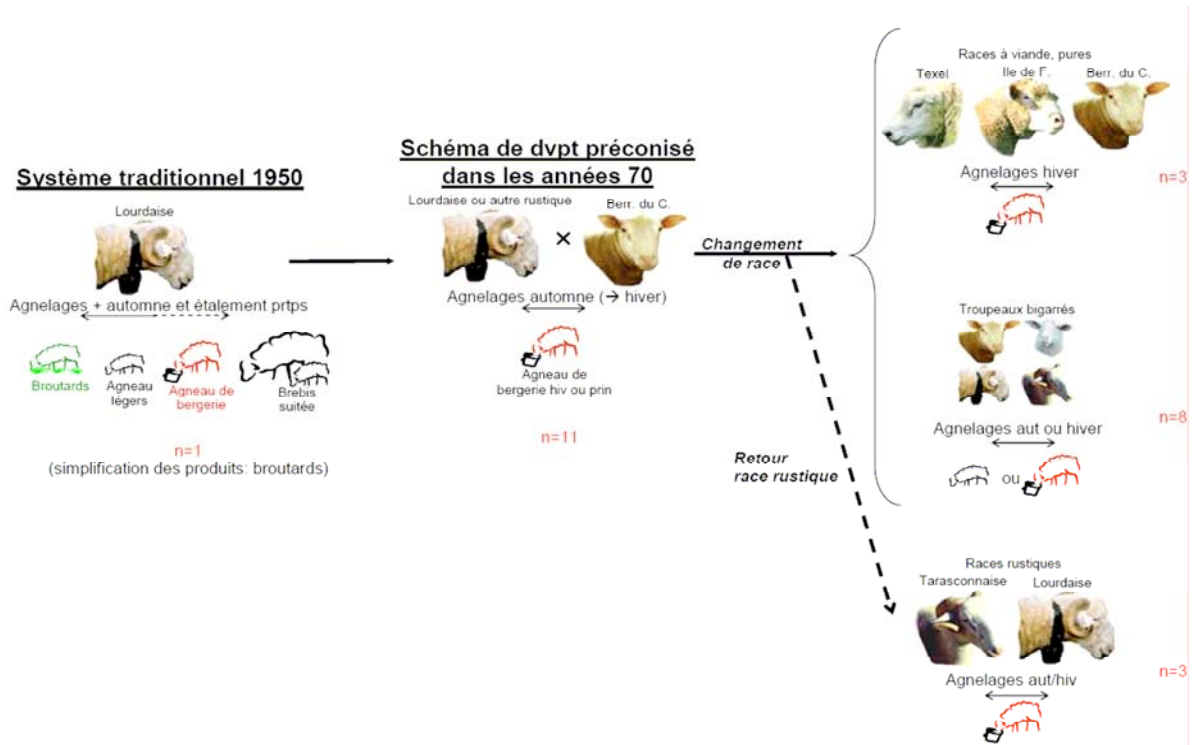 Système traditionnel 1950
Lourdaise
Agnelages + automne et étalement prtps
Broutards
Agneau
légers
Agneau de
bergerie
Brebis
suitée
n=1
(simplification des produits: broutards)
Schéma de dvpt préconisé
dans les années 70
Lourdaise ou autre rustique
Berr. du C.
×
Agnelages automne (→ hiver)
Agneau de
bergerie hiv ou prin
n=11
Changement
de race
Retour
race rustique
Races à viande, pures
Texel
Ile de F.
Berr. du C.
Agnelages hiver
n=3
Troupeaux bigarrés
Agnelages aut ou hiver
ou
n=8
Races rustiques
Tarasconnaise
Lourdaise
Agnelages aut/hiv
n=3